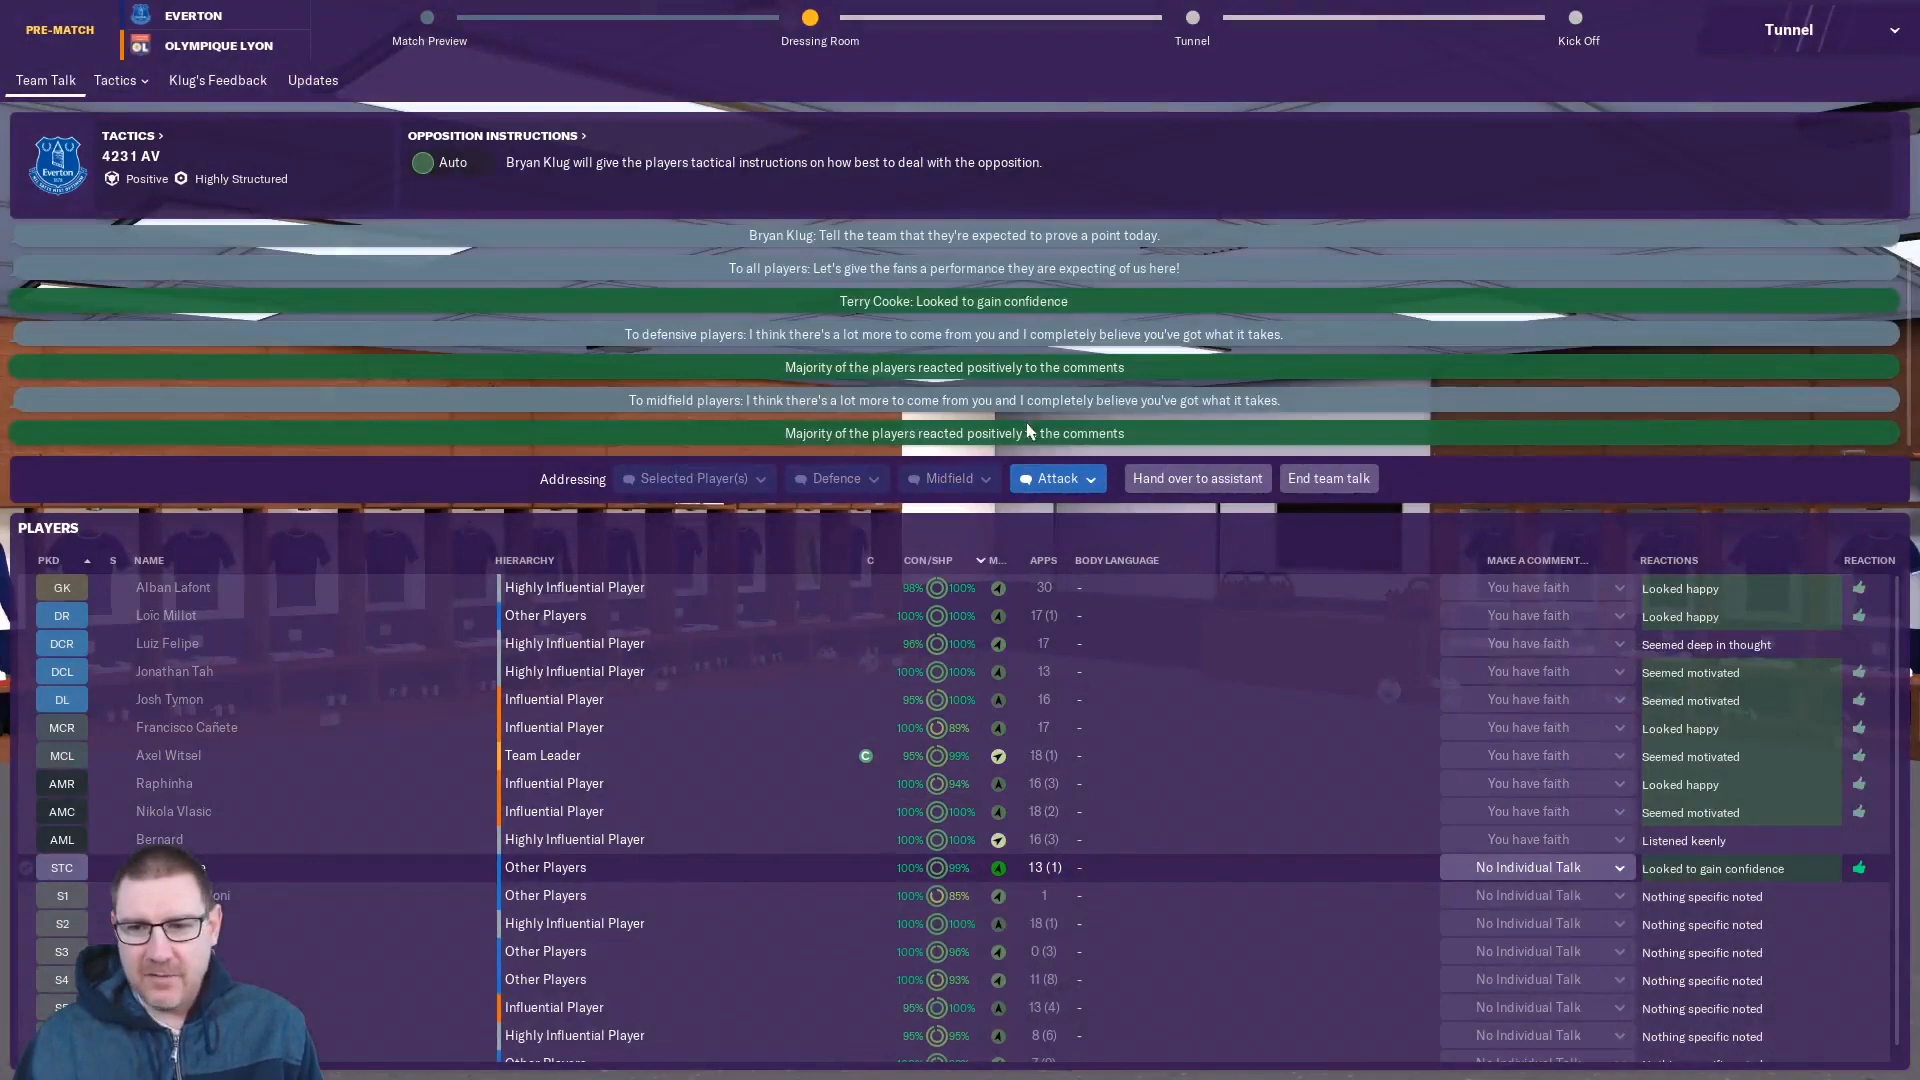 PRE-MATCH
EVERTON
OLYMPIQUE LYON
Match Preview
Dressing Room
Tunnel
Kick Off
Tunnel
Team Talk
Tactics
Klug's Feedback
Updates
TACTICS >
4231 AV
Positive
Highly Structured
Everton
OPPOSITION INSTRUCTIONS >
Auto
Bryan Klug will give the players tactical instructions on how best to deal with the opposition.
Bryan Klug: Tell the team that they're expected to prove a point today.
To all players: Let's give the fans a performance they are expecting of us here!
Terry Cooke: Looked to gain confidence
To defensive players: I think there's a lot more to come from you and I completely believe you've got what it takes.
Majority of the players reacted positively to the comments
To midfield players: I think there's a lot more to come from you and I completely believe you've got what it takes.
Majority of the players reacted positively to the comments
Addressing Selected Player(s) Defence Midfield Attack Hand over to assistant End team talk
PLAYERS
PKD S NAME HIERARCHY C CON/SHP M... APPS BODY LANGUAGE MAKE A COMMENT... REACTIONS REACTION
GK Alban Lafont Highly Influential Player 98% 100% 30 - You have faith Looked happy
DR Loïc Millot Other Players 100% 100% 17 (1) - You have faith Looked happy
DCR Luiz Felipe Highly Influential Player 96% 100% 17 - You have faith Seemed deep in thought
DCL Jonathan Tah Highly Influential Player 100% 100% 13 - You have faith Seemed motivated
DL Josh Tymon Influential Player 95% 100% 16 - You have faith Seemed motivated
MCR Francisco Cañete Influential Player 100% 89% 17 - You have faith Looked happy
MCL Axel Witsel Team Leader C 95% 99% 18 (1) - You have faith Seemed motivated
AMR Raphinha Influential Player 100% 94% 16 (3) - You have faith Looked happy
AMC Nikola Vlasic Influential Player 100% 100% 18 (2) - You have faith Seemed motivated
AML Bernard Highly Influential Player 100% 100% 16 (3) - You have faith Listened keenly
STC Other Players 100% 99% 13 (1) - No Individual Talk Looked to gain confidence
S1 Other Players 100% 85% 1 - No Individual Talk Nothing specific noted
S2 Highly Influential Player 100% 100% 18 (1) - No Individual Talk Nothing specific noted
S3 Other Players 100% 96% 0 (3) - No Individual Talk Nothing specific noted
S4 Other Players 100% 93% 11 (8) - No Individual Talk Nothing specific noted
Influential Player 95% 100% 13 (4) - No Individual Talk Nothing specific noted
Highly Influential Player 95% 95% 8 (6) - No Individual Talk Nothing specific noted